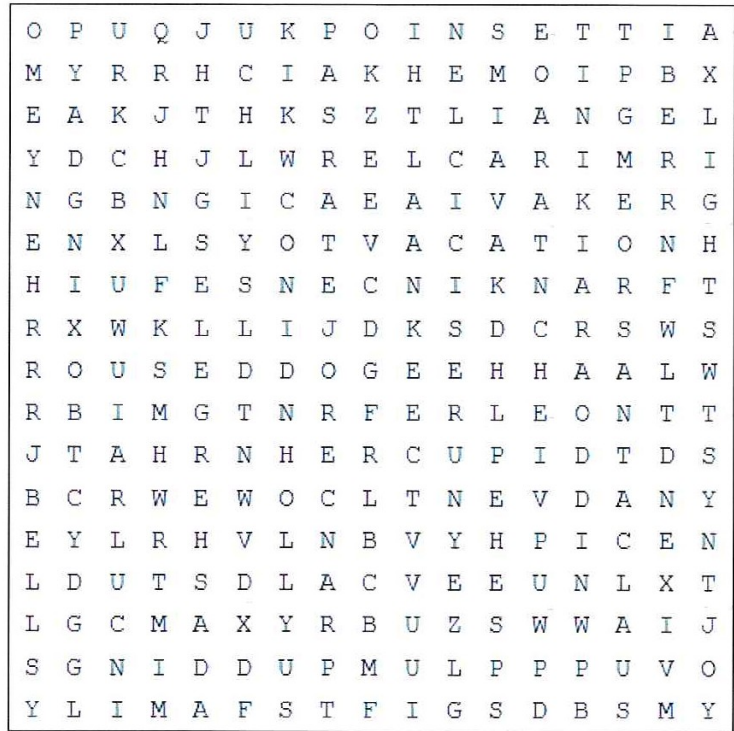 O P U Q J U K P O I N S E T T I A
M Y R R H C I A K H E M O I P B X
E A K J T H K S Z T L I A N G E L
Y D C H J L W R E L C A R I M R I
N G B N G I C A E A I V A K E R G
E N X L S Y O T V A C A T I O N H
H I U F E S N E C N I K N A R F T
R X W K L L I J D K S D C R S W S
R O U S E D D O G E E H H A A L W
R B I M G T N R F E R L E O N T T
J T A H R N H E R C U P I D T D S
B C R W E W O C L T N E V D A N Y
E Y L R H V L N B V Y H P I C E N
L D U T S D L A C V E E U N L X T
L G C M A X Y R B U Z S W W A I J
S G N I D D U P M U L P P P U V O
Y L I M A F S T F I G S D B S M Y